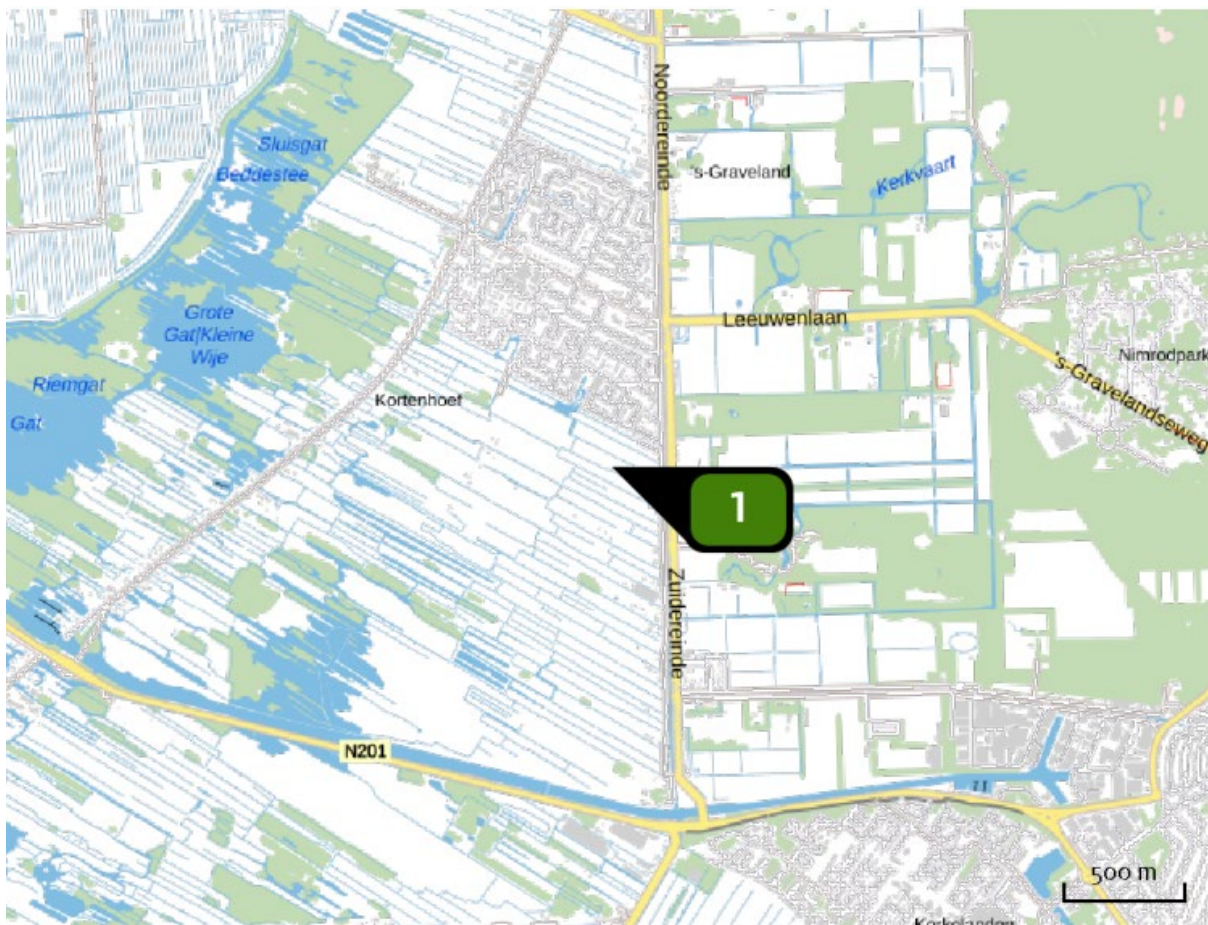 Noordereinde
Sluisgat
Beddestee
's-Graveland
Kerkvaart
Grote
Gat|Kleine
Wije
Leeuwenlaan
Nimrodpark
's-Gravelandseweg
Riemgat
Gat
Kortenhoef
1
Zuidereinde
N201
500 m
Kerkelanden